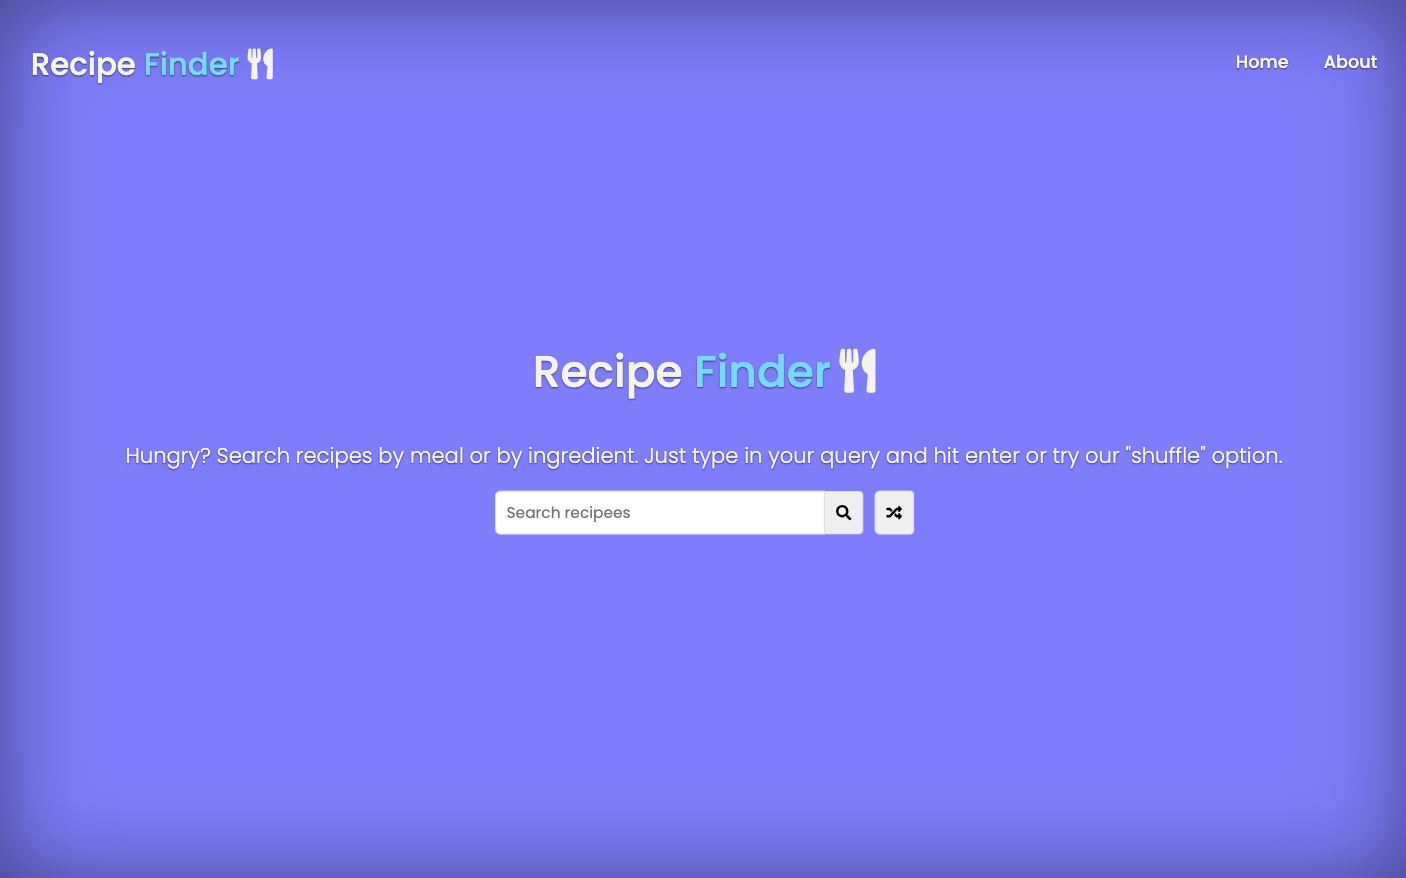 Recipe Finder
Home
About
Recipe Finder
Hungry? Search recipes by meal or by ingredient. Just type in your query and hit enter or try our "shuffle" option.
Search recipees